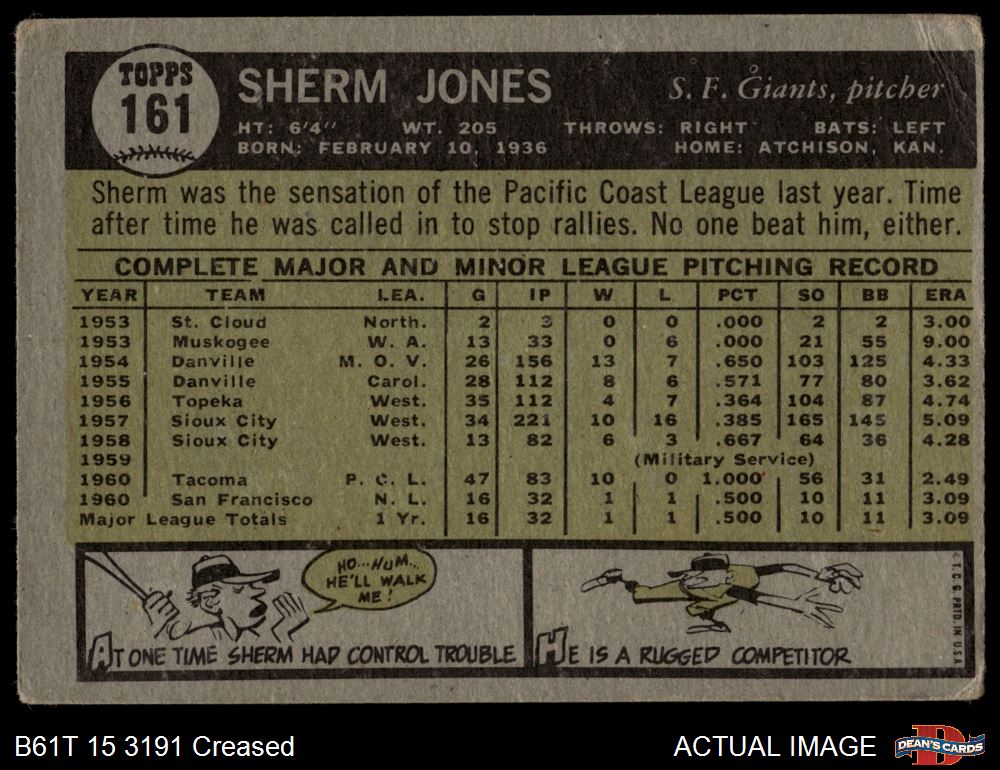 TOPPS
161
SHERM JONES
S. F. Giants, pitcher
HT: 6'4" WT. 205 THROWS: RIGHT BATS: LEFT
BORN: FEBRUARY 10, 1936 HOME: ATCHISON, KAN.
Sherm was the sensation of the Pacific Coast League last year. Time
after time he was called in to stop rallies. No one beat him, either.
COMPLETE MAJOR AND MINOR LEAGUE PITCHING RECORD
YEAR TEAM LEA. G IP W L PCT SO BB ERA
1953 St. Cloud North. 2 3 0 0 .000 2 2 3.00
1953 Muskogee W. A. 13 33 0 6 .000 21 55 9.00
1954 Danville M. O. V. 26 156 13 7 .650 103 125 4.33
1955 Danville Carol. 28 112 8 6 .571 77 80 3.62
1956 Topeka West. 35 112 4 7 .364 104 87 4.74
1957 Sioux City West. 34 221 10 16 .385 165 145 5.09
1958 Sioux City West. 13 82 6 3 .667 64 36 4.28
1959 (Military Service)
1960 Tacoma P. C. L. 47 83 10 0 1.000 56 31 2.49
1960 San Francisco N. L. 16 32 1 1 .500 10 11 3.09
Major League Totals 1 Yr. 16 32 1 1 .500 10 11 3.09
HO...HUM...
HE'LL WALK
ME!
AT ONE TIME SHERM HAD CONTROL TROUBLE
HE IS A RUGGED COMPETITOR
© T.C.G. PRTD. IN U.S.A.
B61T 15 3191 Creased
ACTUAL IMAGE
DEAN'S CARDS